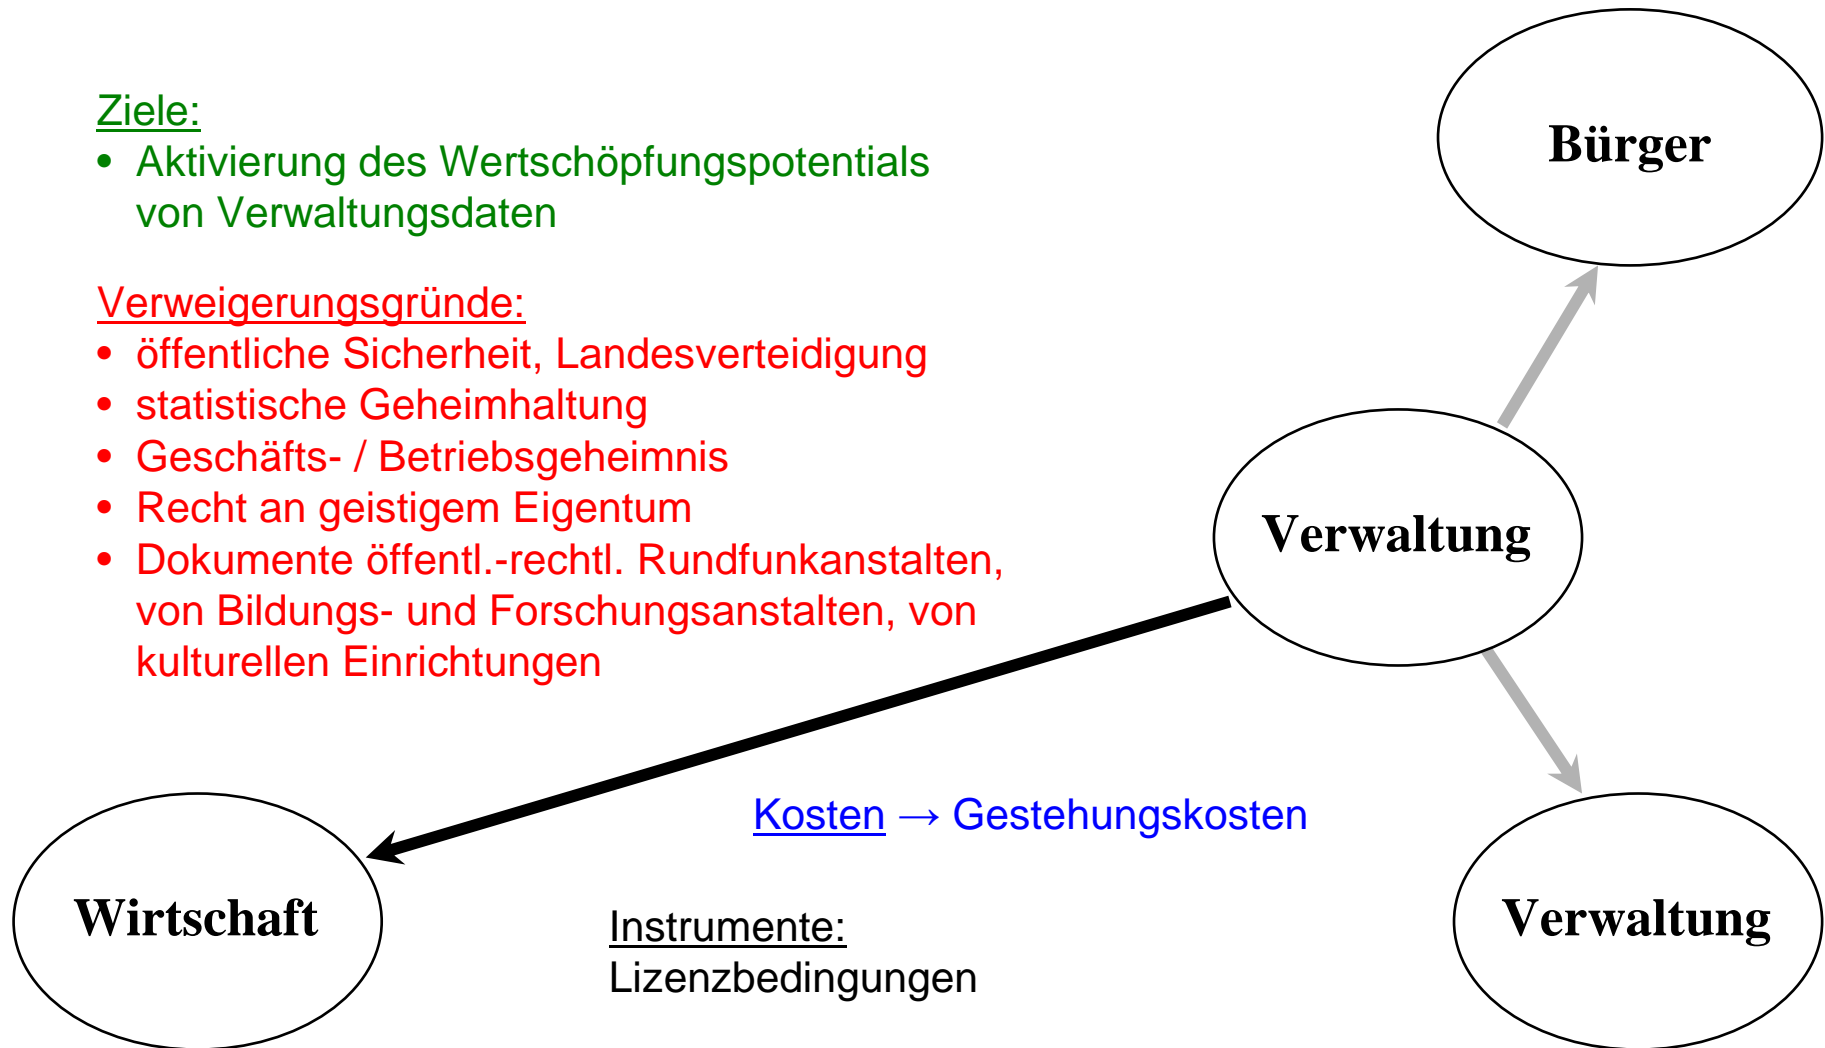 Bürger
Ziele:
• Aktivierung des Wertschöpfungspotentials
von Verwaltungsdaten
Verweigerungsgründe:
• öffentliche Sicherheit, Landesverteidigung
• statistische Geheimhaltung
• Geschäfts- / Betriebsgeheimnis
• Recht an geistigem Eigentum
• Dokumente öffentl.-rechtl. Rundfunkanstalten,
von Bildungs- und Forschungsanstalten, von
kulturellen Einrichtungen
Verwaltung
Kosten → Gestehungskosten
Wirtschaft
Instrumente:
Lizenzbedingungen
Verwaltung